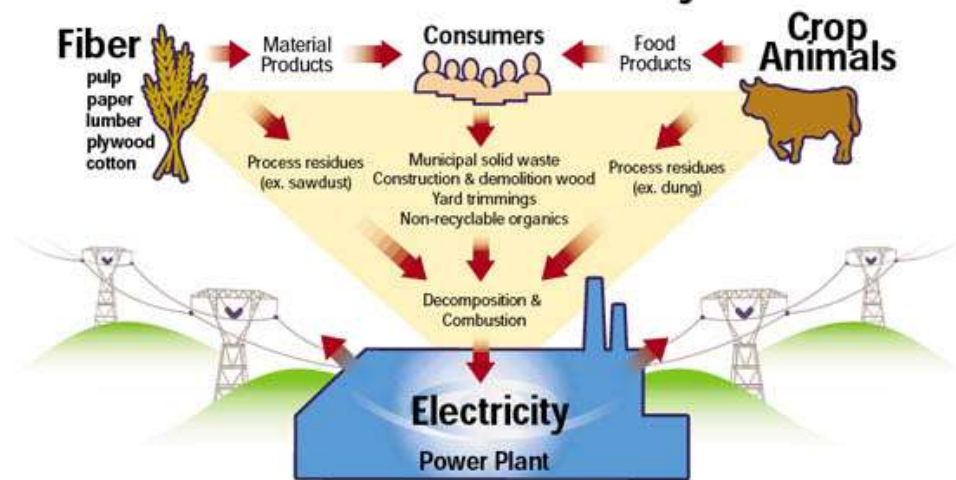 Fiber
pulp
paper
lumber
plywood
cotton
Material
Products
Consumers
Food
Products
Crop
Animals
Process residues
(ex. sawdust)
Municipal solid waste
Construction & demolition wood
Yard trimmings
Non-recyclable organics
Process residues
(ex. dung)
Decomposition &
Combustion
Electricity
Power Plant